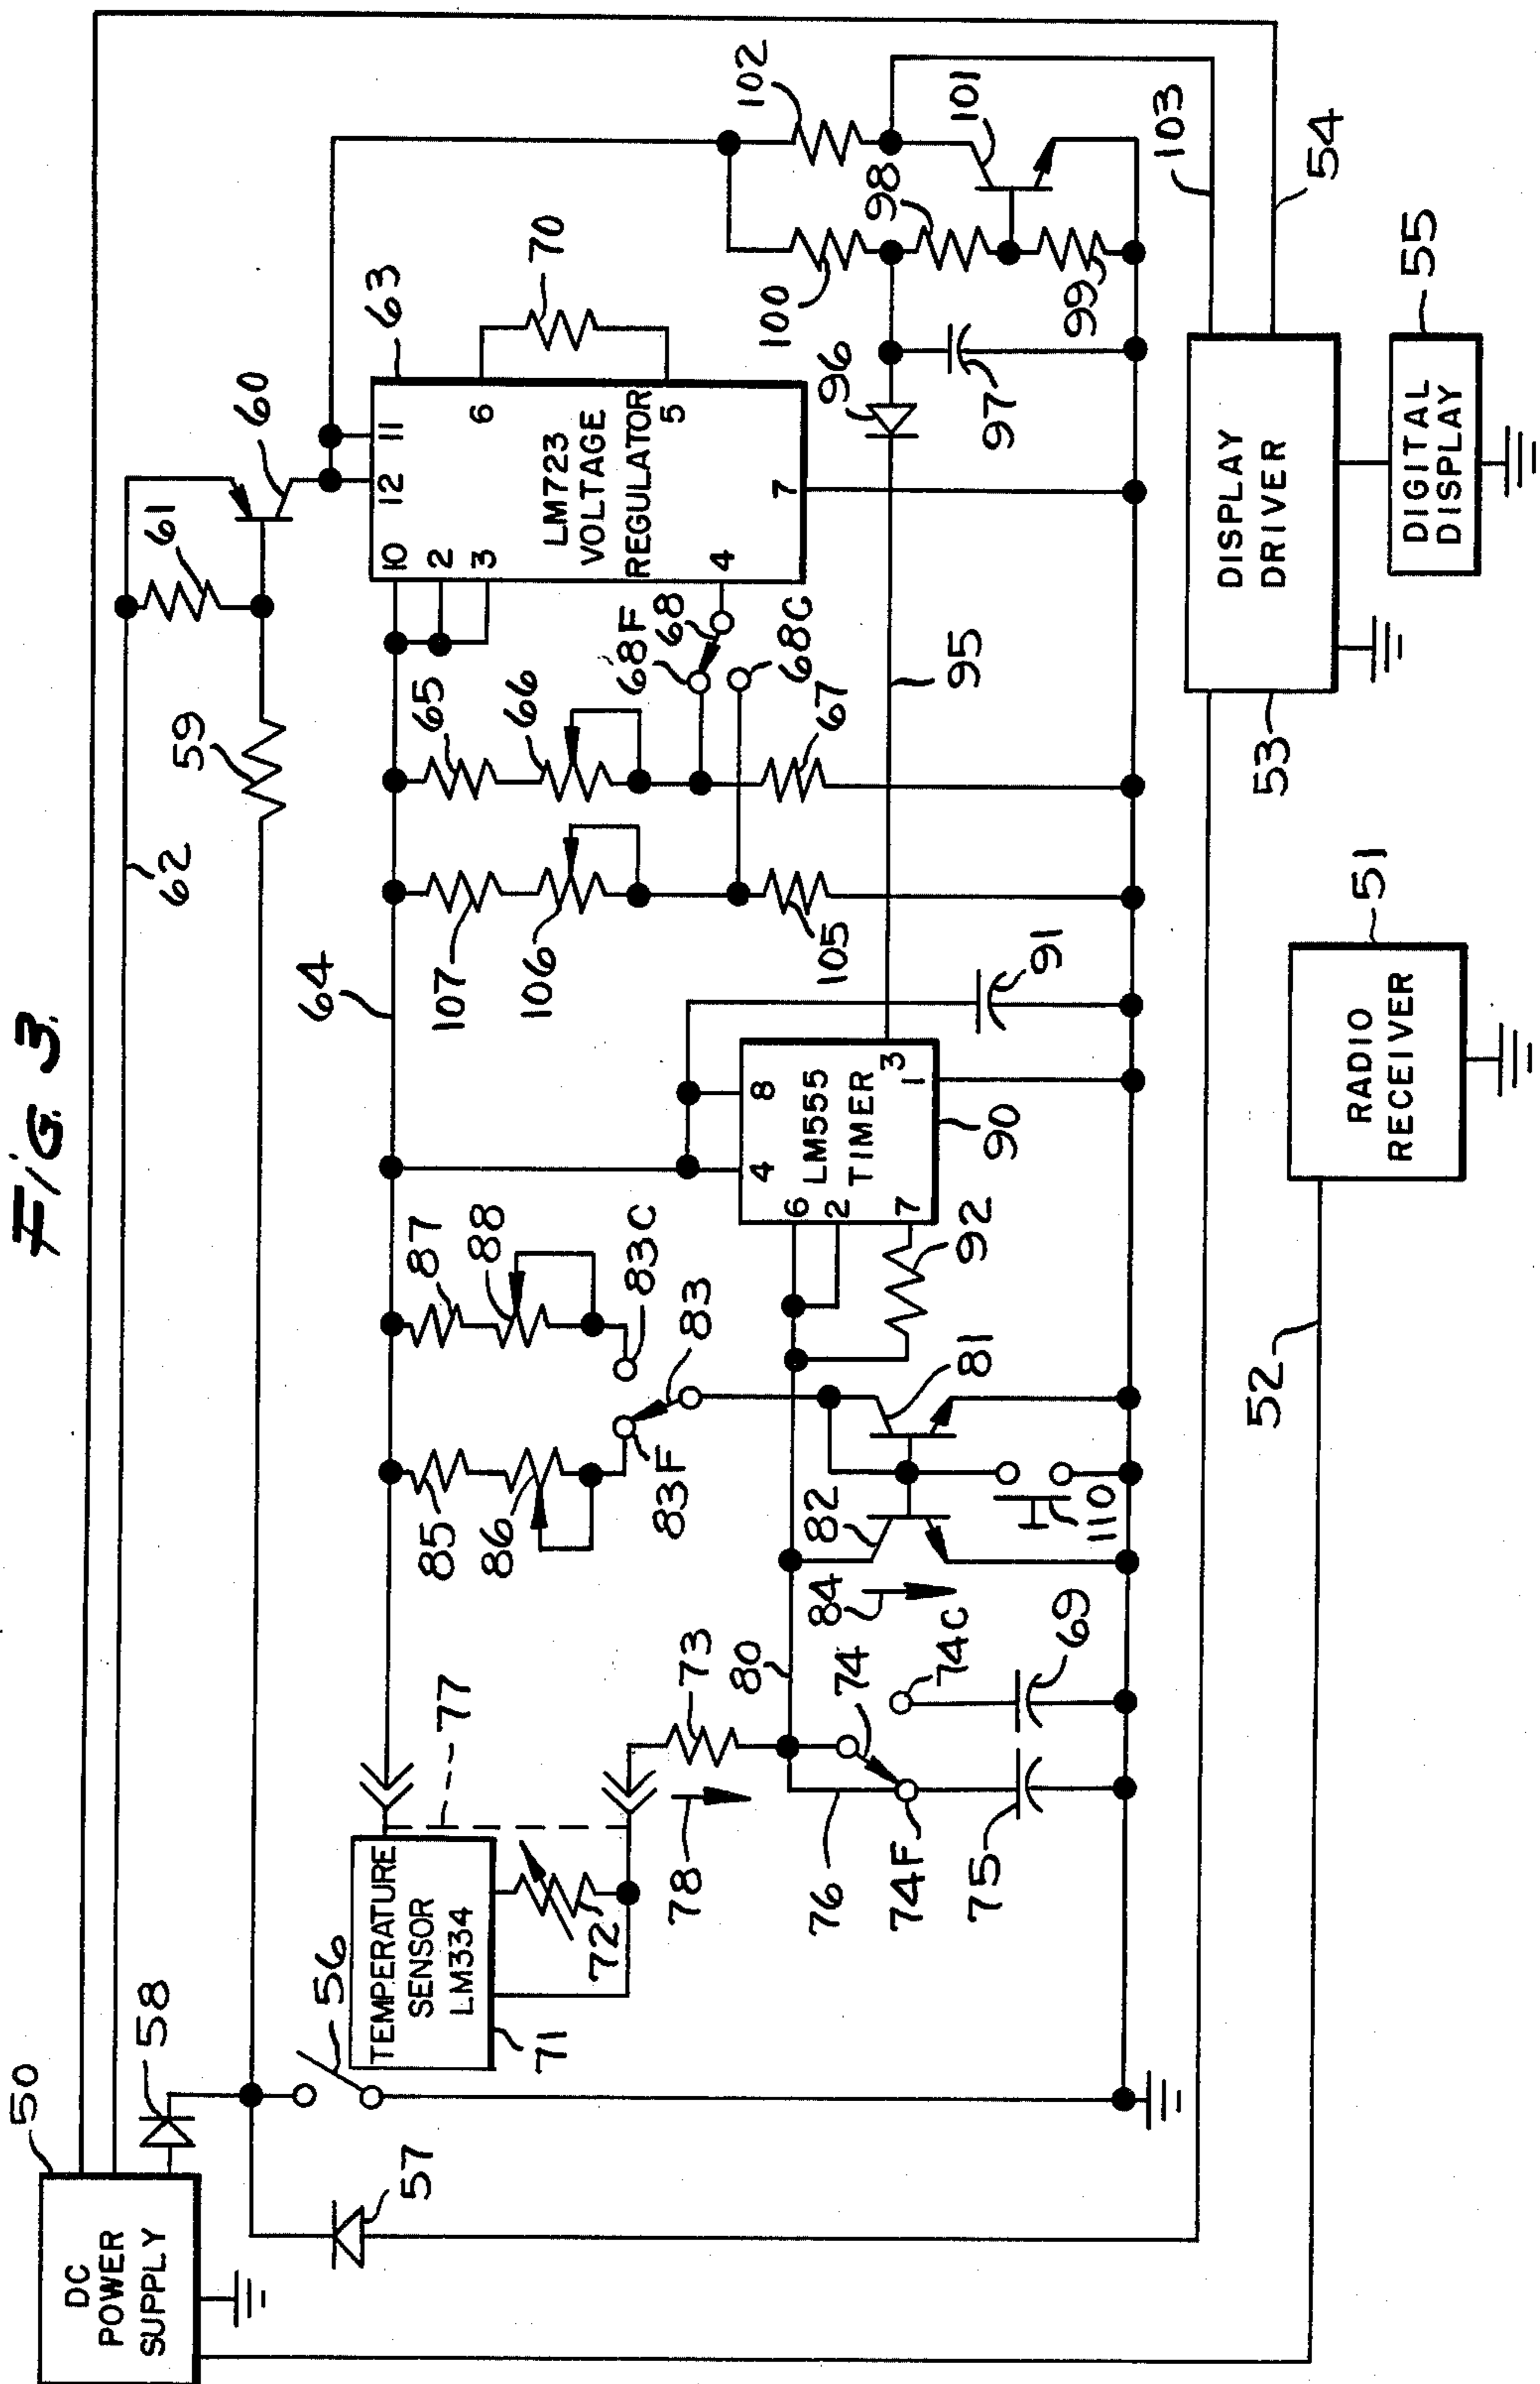 FIG. 3
50
DC
POWER
SUPPLY
58
57
56
62
59
61
60
64
TEMPERATURE
SENSOR
LM334
71
72
77
78
73
80
76
74
74F
74C
75
69
84
82
81
110
85
86
83F
83
83C
87
88
LM555
TIMER
4
8
6
2
7
3
1
90
92
91
107
106
105
65
66
67
68F
68
68C
LM723
VOLTAGE
REGULATOR
10
2
3
4
12
11
6
5
7
63
70
95
96
97
100
98
99
102
101
103
54
DISPLAY
DRIVER
53
DIGITAL
DISPLAY
55
RADIO
RECEIVER
51
52